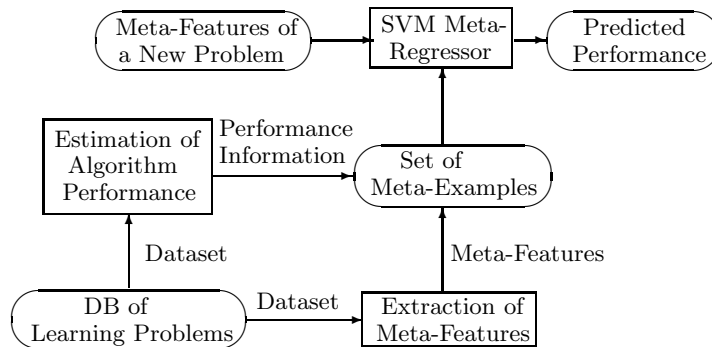 Meta-Features of
a New Problem
SVM Meta-
Regressor
Predicted
Performance
Estimation of
Algorithm
Performance
Performance
Information
Set of
Meta-Examples
Dataset
Meta-Features
DB of
Learning Problems
Dataset
Extraction of
Meta-Features